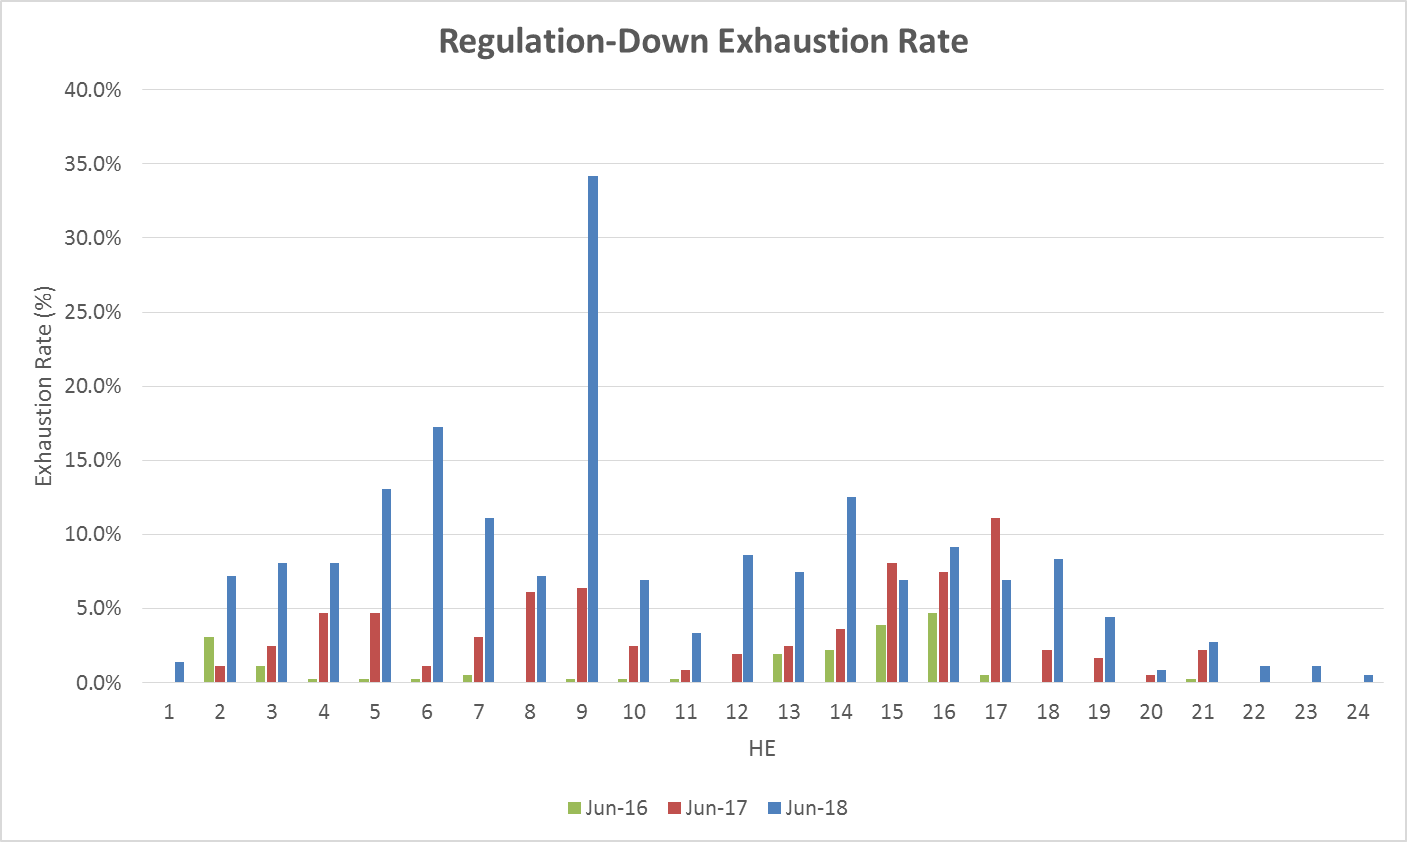 Regulation-Down Exhaustion Rate
40.0%
35.0%
30.0%
25.0%
20.0%
15.0%
10.0%
5.0%
0.0%
Exhaustion Rate (%)
1 2 3 4 5 6 7 8 9 10 11 12 13 14 15 16 17 18 19 20 21 22 23 24
HE
Jun-16 Jun-17 Jun-18